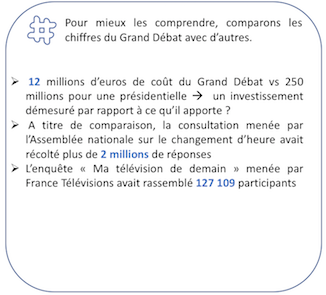 Pour mieux les comprendre, comparons les
chiffres du Grand Débat avec d'autres.
➢ 12 millions d'euros de coût du Grand Débat vs 250
millions pour une présidentielle → un investissement
démesuré par rapport à ce qu'il apporte ?
➢ A titre de comparaison, la consultation menée par
l'Assemblée nationale sur le changement d'heure avait
récolté plus de 2 millions de réponses
➢ L'enquête « Ma télévision de demain » menée par
France Télévisions avait rassemblé 127 109 participants